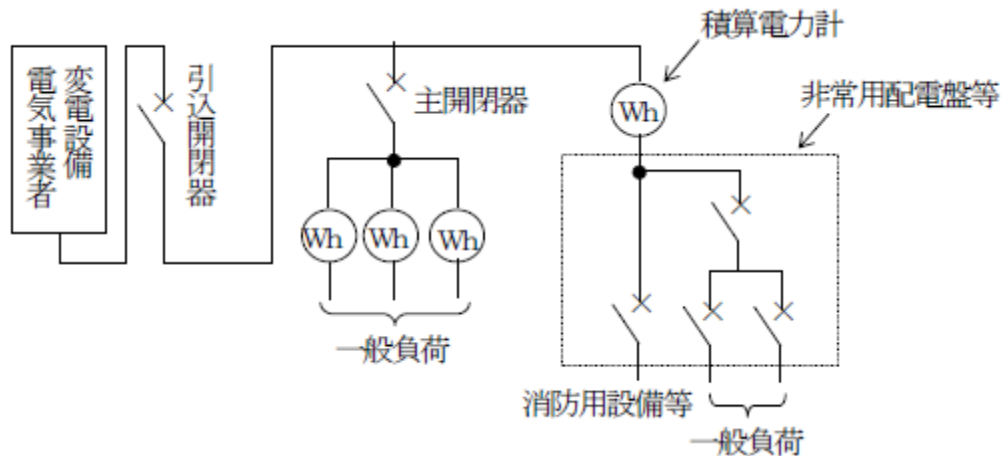 電気事業者
変電設備
引込開閉器
主開閉器
積算電力計
非常用配電盤等
Wh
Wh
Wh
Wh
一般負荷
消防用設備等
一般負荷